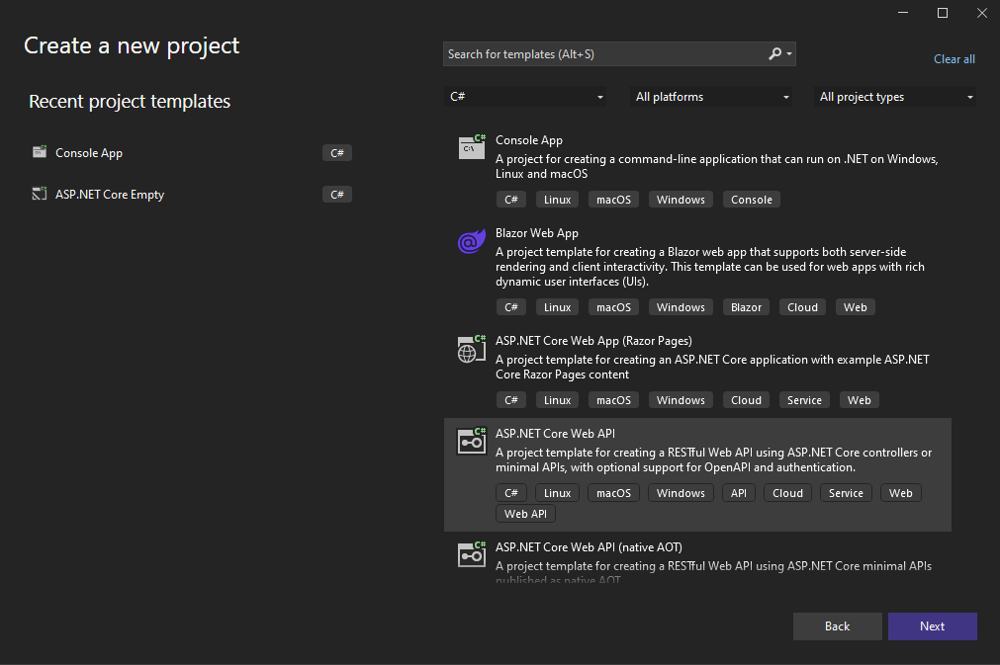 Create a new project
Search for templates (Alt+S)
Clear all
Recent project templates
C#
All platforms
All project types
Console App C#
ASP.NET Core Empty C#
C#
C:\
Console App
A project for creating a command-line application that can run on .NET on Windows,
Linux and macOS
C# Linux macOS Windows Console
Blazor Web App
A project template for creating a Blazor web app that supports both server-side
rendering and client interactivity. This template can be used for web apps with rich
dynamic user interfaces (UIs).
C# Linux macOS Windows Blazor Cloud Web
C#
ASP.NET Core Web App (Razor Pages)
A project template for creating an ASP.NET Core application with example ASP.NET
Core Razor Pages content
C# Linux macOS Windows Cloud Service Web
C#
ASP.NET Core Web API
A project template for creating a RESTful Web API using ASP.NET Core controllers or
minimal APIs, with optional support for OpenAPI and authentication.
C# Linux macOS Windows API Cloud Service Web
Web API
C#
ASP.NET Core Web API (native AOT)
A project template for creating a RESTful Web API using ASP.NET Core minimal APIs
published as native AOT
Back
Next